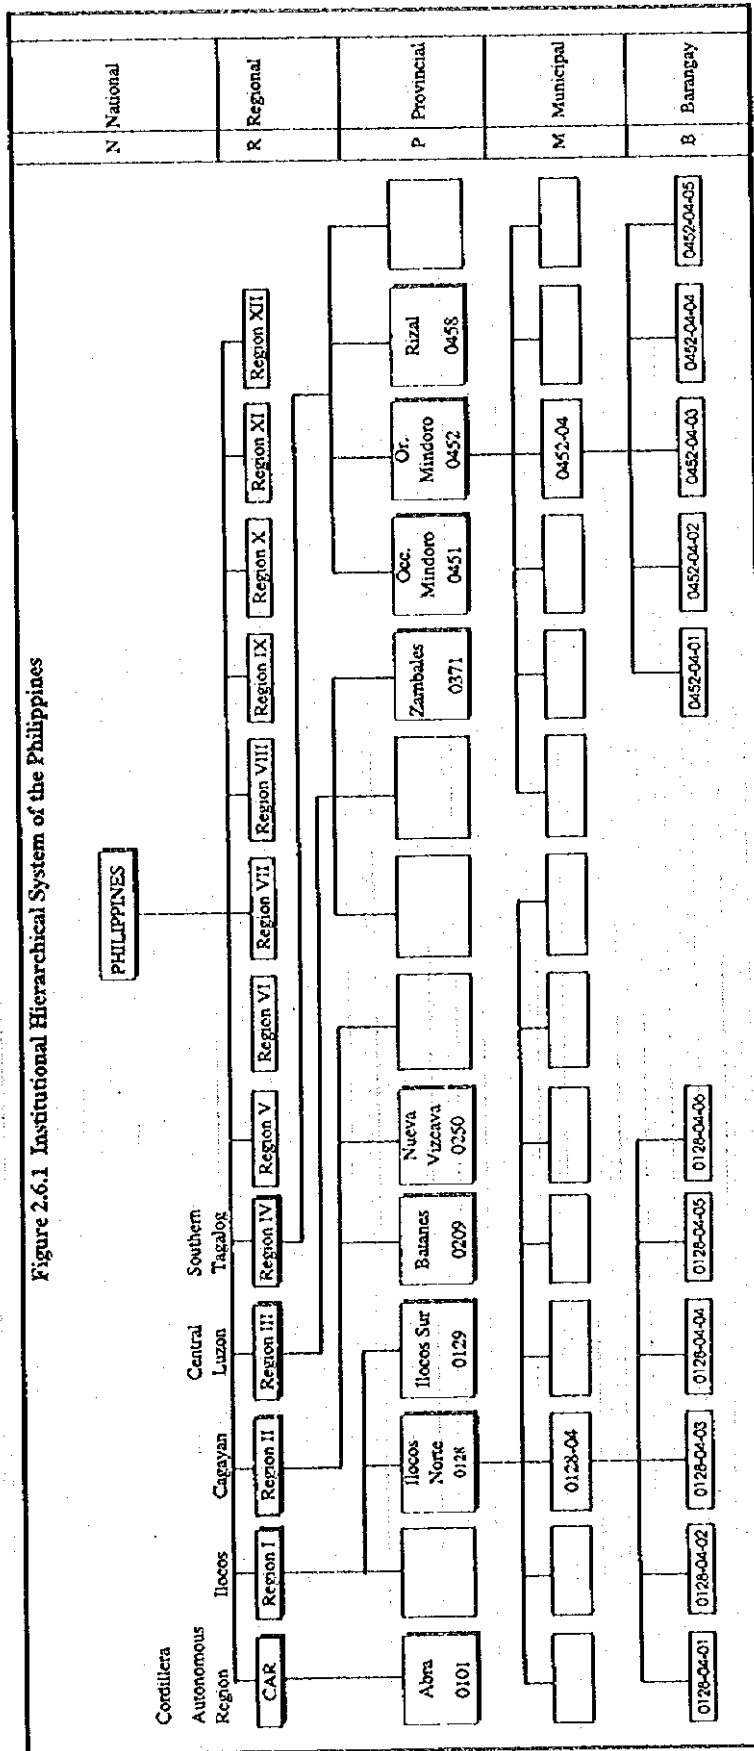 Figure 2.6.1 Institutional Hierarchical System of the Philippines
N National
PHILIPPINES
R Regional
Cordillera
Autonomous
Region
Ilocos
Cagayan
Central
Luzon
Southern
Tagalog
CAR
Region I
Region II
Region III
Region IV
Region V
Region VI
Region VII
Region VIII
Region IX
Region X
Region XI
Region XII
P Provincial
Abra
0101
Ilocos
Norte
0128
Ilocos Sur
0129
Batanes
0209
Nueva
Vizcava
0250
Zambales
0371
Occ.
Mindoro
0451
Or.
Mindoro
0452
Rizal
0458
M Municipal
0128-04
0452-04
B Barangay
0128-04-01
0128-04-02
0128-04-03
0128-04-04
0128-04-05
0128-04-06
0452-04-01
0452-04-02
0452-04-03
0452-04-04
0452-04-05